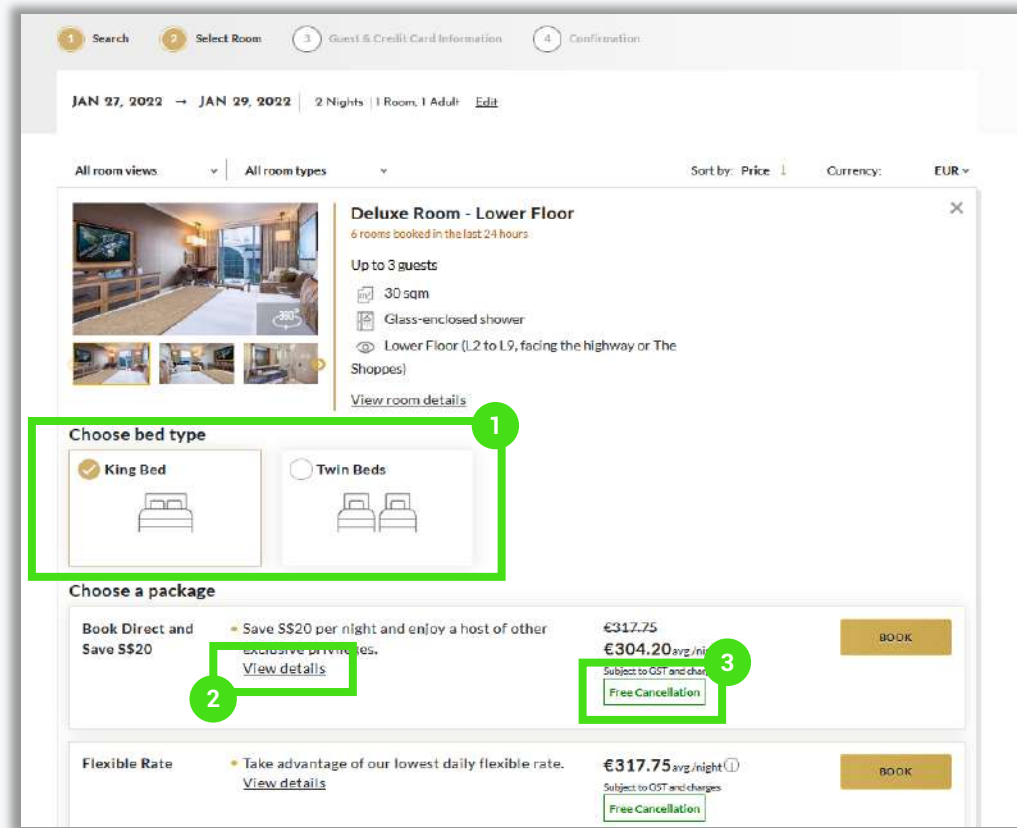 1 Search 2 Select Room 3 Guest & Credit Card Information 4 Confirmation
JAN 27, 2022 → JAN 29, 2022 | 2 Nights | 1 Room, 1 Adult Edit
All room views All room types Sort by: Price ↓ Currency: EUR
Deluxe Room - Lower Floor
6 rooms booked in the last 24 hours
Up to 3 guests
30 sqm
Glass-enclosed shower
Lower Floor (L2 to L9, facing the highway or The
Shoppes)
View room details
360°
1
Choose bed type
King Bed Twin Beds
Choose a package
Book Direct and
Save S$20
• Save S$20 per night and enjoy a host of other
exclusive privileges.
View details
2
€317.75
€304.20 avg./
Subject to GST and
3
Free Cancellation
BOOK
Flexible Rate
• Take advantage of our lowest daily flexible rate.
View details
€317.75 avg./night
Subject to GST and charges
Free Cancellation
BOOK